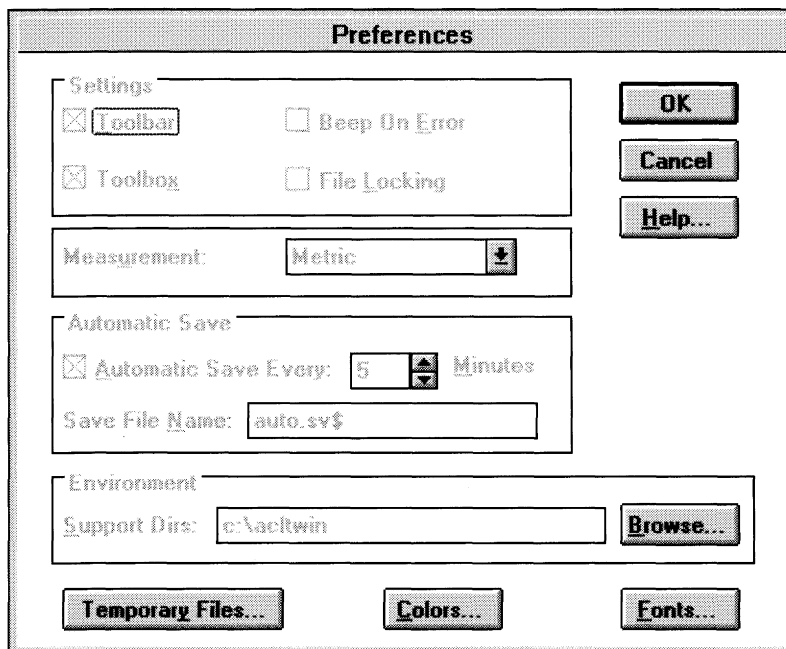 Preferences
Settings
Toolbar
Beep On Error
Toolbox
File Locking
OK
Cancel
Help...
Measurement:
Metric
Automatic Save
Automatic Save Every:
5
Minutes
Save File Name:
auto.sv$
Environment
Support Dirs:
c:\acltwin
Browse...
Temporary Files...
Colors...
Fonts...